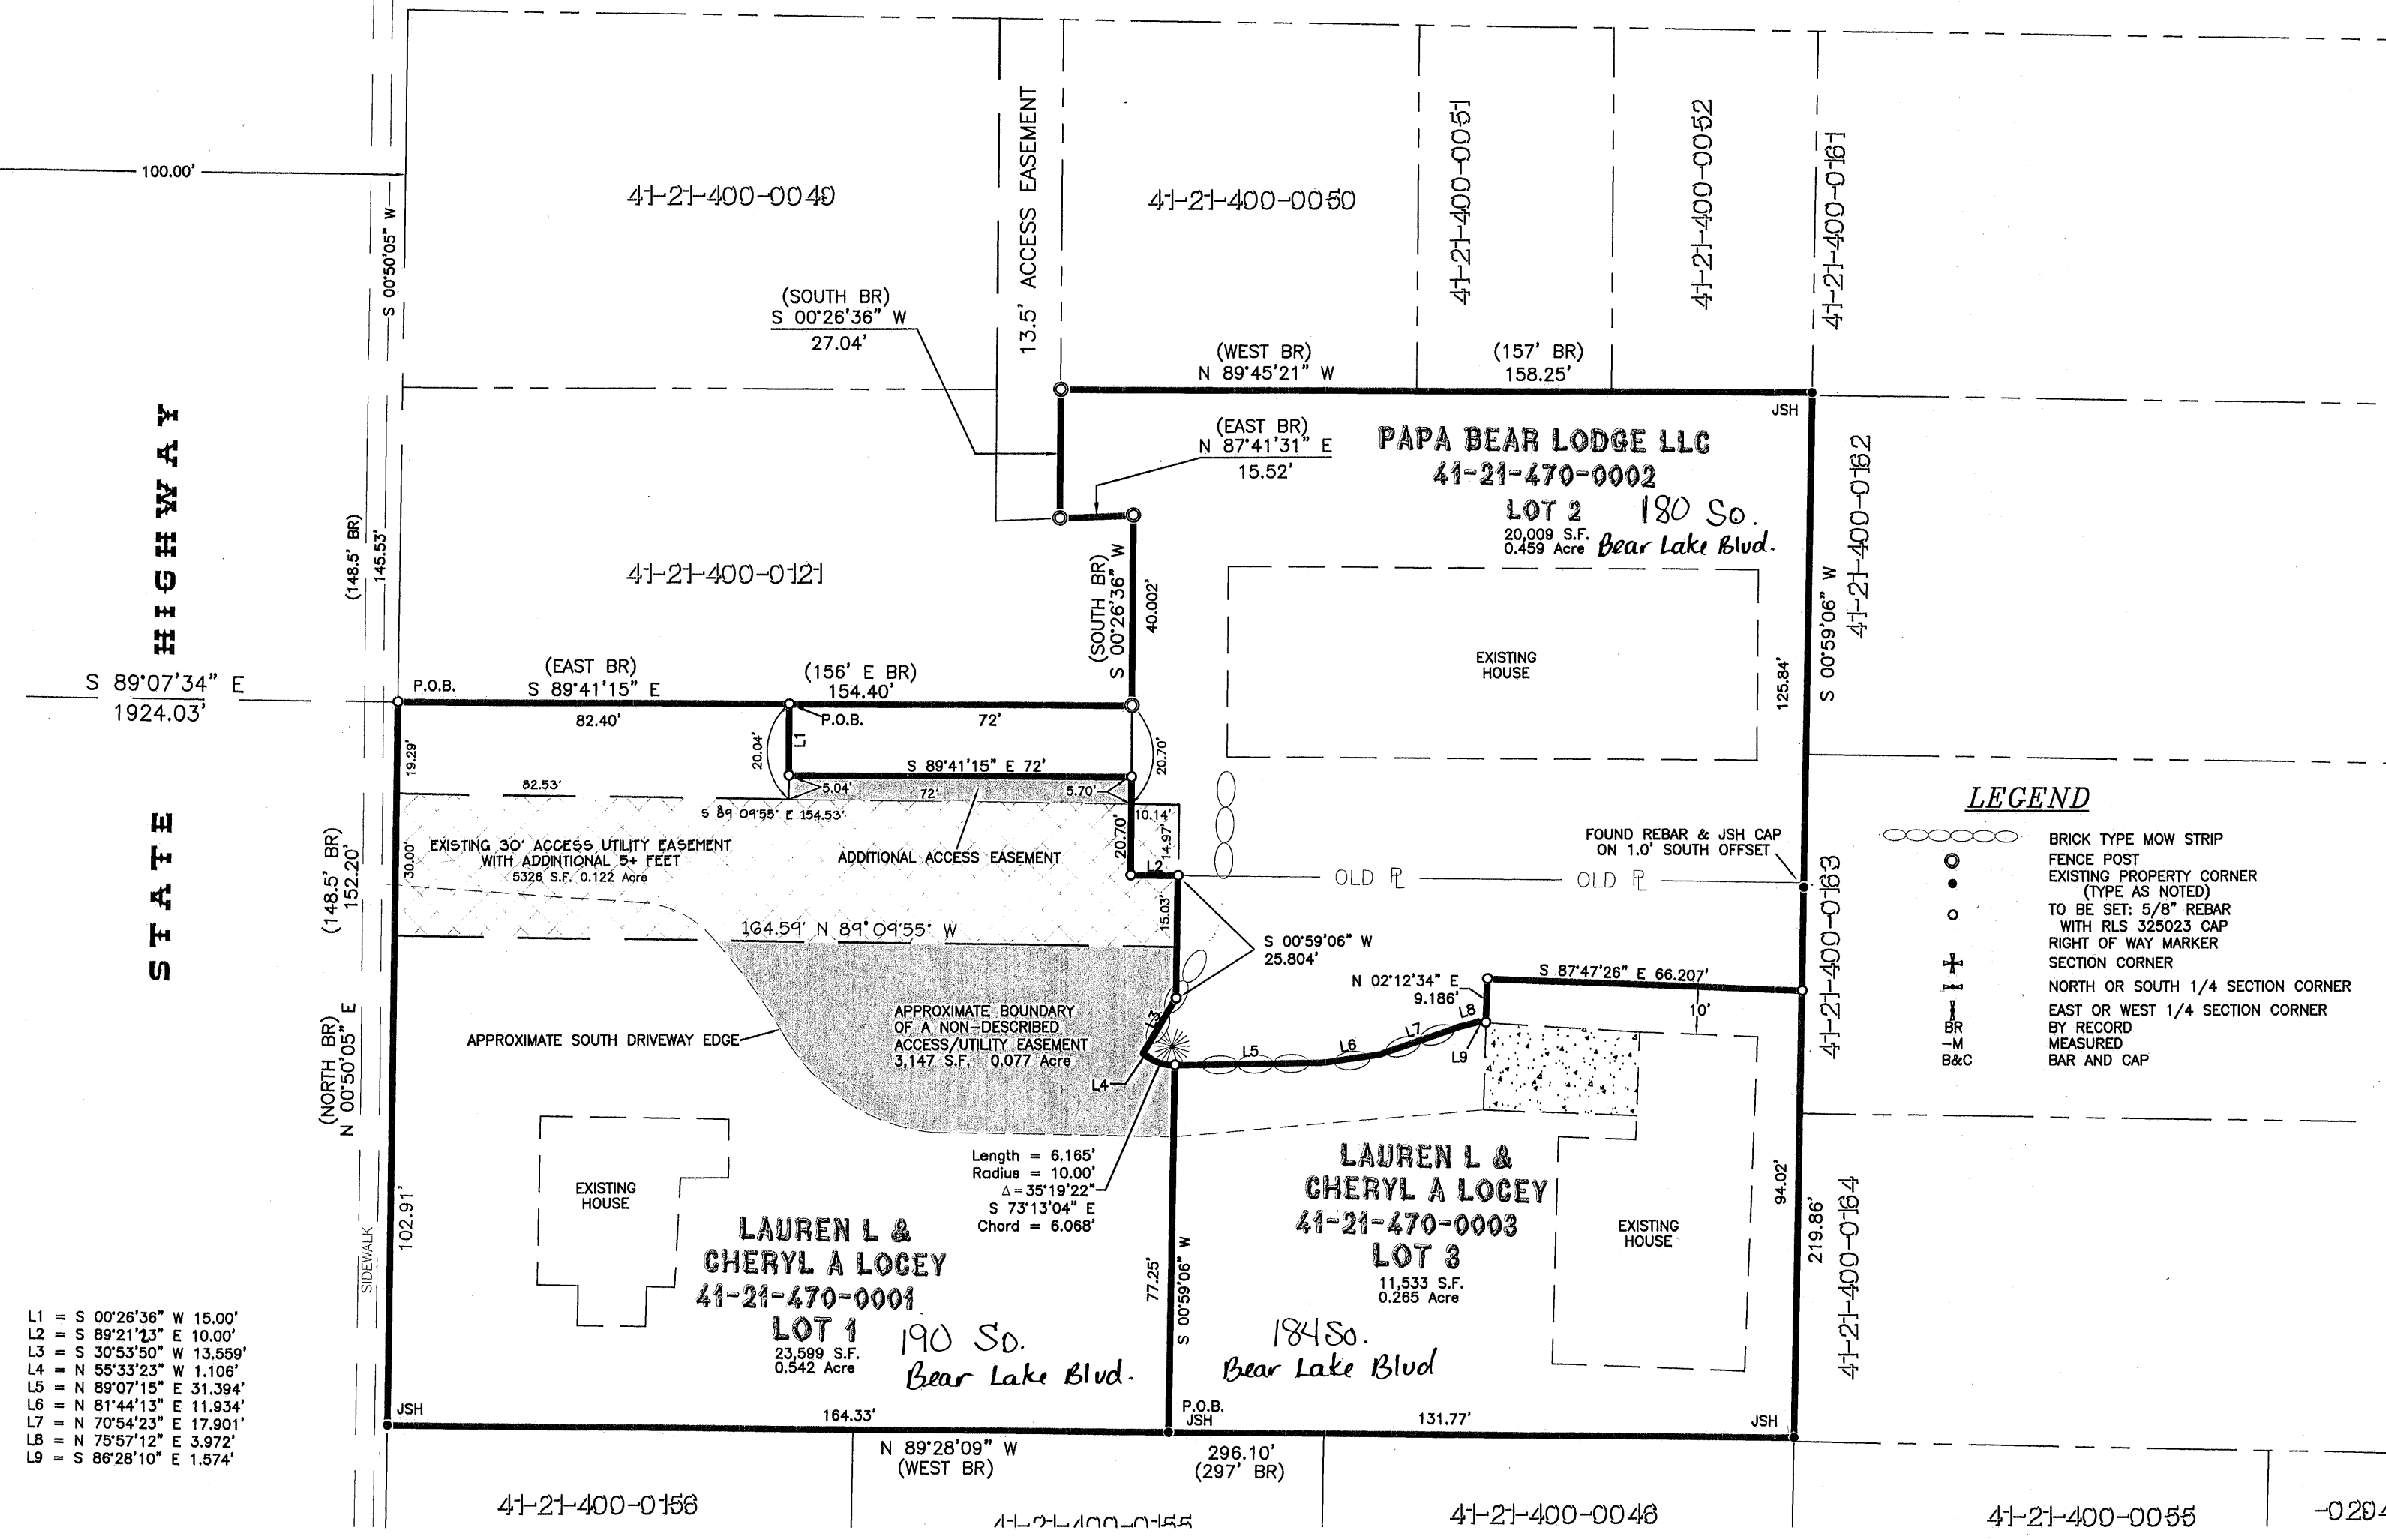 100.00'
S 00°50'05" W
41-21-400-0049
13.5' ACCESS EASEMENT
41-21-400-0050
41-21-400-0051
41-21-400-0052
41-21-400-0161
(SOUTH BR)
S 00°26'36" W
27.04'
(WEST BR)
N 89°45'21" W
(157' BR)
158.25'
JSH
(EAST BR)
N 87°41'31" E
15.52'
PAPA BEAR LODGE LLC
41-21-470-0002
LOT 2
20,009 S.F.
0.459 Acre
180 So.
Bear Lake Blvd.
41-21-400-0162
STATE HIGHWAY
(148.5' BR)
145.53'
41-21-400-0121
(SOUTH BR)
S 00°26'36" W
40.002'
EXISTING
HOUSE
125.84'
S 00°59'06" W
S 89°07'34" E
1924.03'
P.O.B.
(EAST BR)
S 89°41'15" E
(156' E BR)
154.40'
82.40'
P.O.B.
72'
19.29'
20.04'
L1
S 89°41'15" E 72'
20.70'
82.53'
5.04'
72'
5.70'
S 89°09'55" E 154.53'
10.14'
14.97'
20.70'
L2
EXISTING 30' ACCESS UTILITY EASEMENT
WITH ADDINTIONAL 5+ FEET
5326 S.F. 0.122 Acre
30.00'
ADDITIONAL ACCESS EASEMENT
FOUND REBAR & JSH CAP
ON 1.0' SOUTH OFFSET
OLD PL
OLD PL
41-21-400-0163
LEGEND
BRICK TYPE MOW STRIP
FENCE POST
EXISTING PROPERTY CORNER
(TYPE AS NOTED)
TO BE SET: 5/8" REBAR
WITH RLS 325023 CAP
RIGHT OF WAY MARKER
SECTION CORNER
NORTH OR SOUTH 1/4 SECTION CORNER
EAST OR WEST 1/4 SECTION CORNER
BR BY RECORD
-M MEASURED
B&C BAR AND CAP
(148.5' BR)
152.20'
164.59' N 89°09'55" W
15.03'
S 00°59'06" W
25.804'
N 02°12'34" E
9.186'
S 87°47'26" E 66.207'
10'
(NORTH BR)
N 00°50'05" E
APPROXIMATE SOUTH DRIVEWAY EDGE
APPROXIMATE BOUNDARY
OF A NON-DESCRIBED
ACCESS/UTILITY EASEMENT
3,147 S.F. 0.077 Acre
L3
L4
L5
L6
L7
L8
L9
Length = 6.165'
Radius = 10.00'
Δ=35°19'22"
S 73°13'04" E
Chord = 6.068'
EXISTING
HOUSE
LAUREN L &
CHERYL A LOCEY
41-21-470-0001
LOT 1
23,599 S.F.
0.542 Acre
190 So.
Bear Lake Blvd.
77.25'
S 00°59'06" W
LAUREN L &
CHERYL A LOCEY
41-21-470-0003
LOT 3
11,533 S.F.
0.265 Acre
184 So.
Bear Lake Blvd
EXISTING
HOUSE
94.02'
219.86'
41-21-400-0164
102.91'
SIDEWALK
L1 = S 00°26'36" W 15.00'
L2 = S 89°21'23" E 10.00'
L3 = S 30°53'50" W 13.559'
L4 = N 55°33'23" W 1.106'
L5 = N 89°07'15" E 31.394'
L6 = N 81°44'13" E 11.934'
L7 = N 70°54'23" E 17.901'
L8 = N 75°57'12" E 3.972'
L9 = S 86°28'10" E 1.574'
JSH
164.33'
P.O.B.
JSH
131.77'
JSH
N 89°28'09" W
(WEST BR)
296.10'
(297' BR)
41-21-400-0156
41-21-400-0155
41-21-400-0046
41-21-400-0055